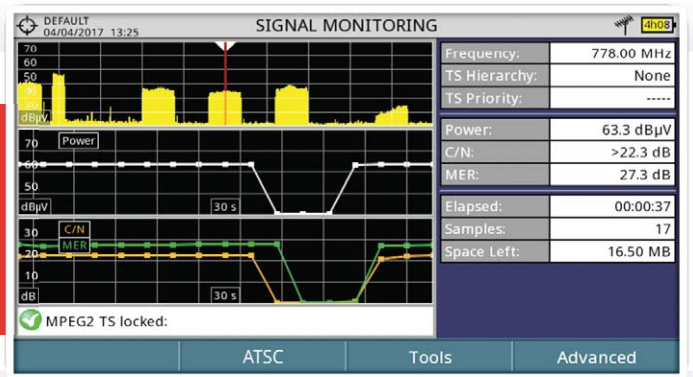 DEFAULT
04/04/2017 13:25
SIGNAL MONITORING
4h08
70
60
50
40
30
dBµV
70
Power
60
50
dBµV
30 s
30
C/N
MER
20
10
dB
30 s
MPEG2 TS locked:
Frequency: 778.00 MHz
TS Hierarchy: None
TS Priority: -----
Power: 63.3 dBµV
C/N: >22.3 dB
MER: 27.3 dB
Elapsed: 00:00:37
Samples: 17
Space Left: 16.50 MB
ATSC
Tools
Advanced